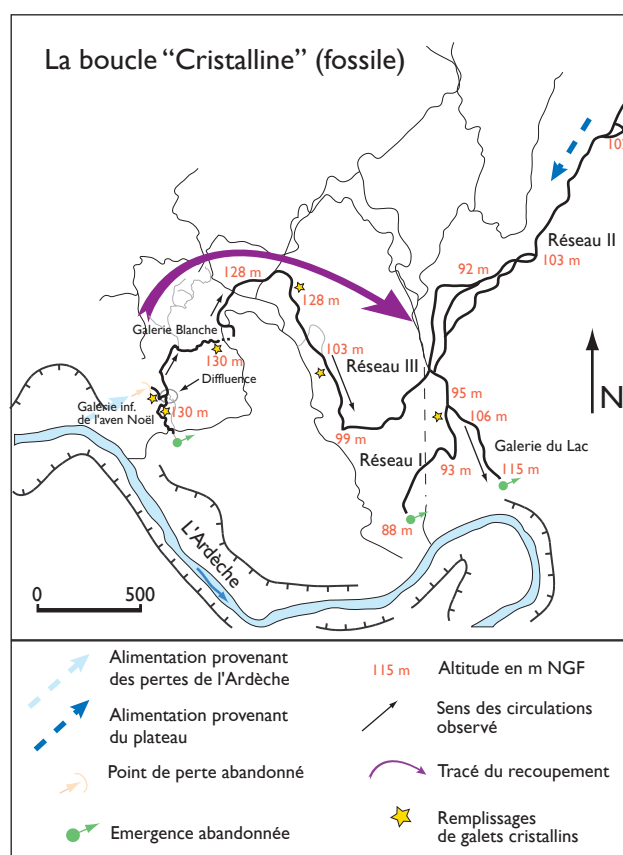 La boucle “Cristalline” (fossile)
Réseau II
103 m
92 m
128 m
128 m
Galerie Blanche
103 m
130 m
Réseau III
Diffluence
95 m
N
Galerie inf.
de l'aven Noël
130 m
106 m
99 m
Galerie du Lac
Réseau I
93 m
115 m
88 m
L'Ardèche
0
500
Alimentation provenant
des pertes de l'Ardèche
115 m
Altitude en m NGF
Alimentation provenant
du plateau
Sens des circulations
observé
Point de perte abandonné
Tracé du recoupement
Emergence abandonnée
Remplissages
de galets cristallins